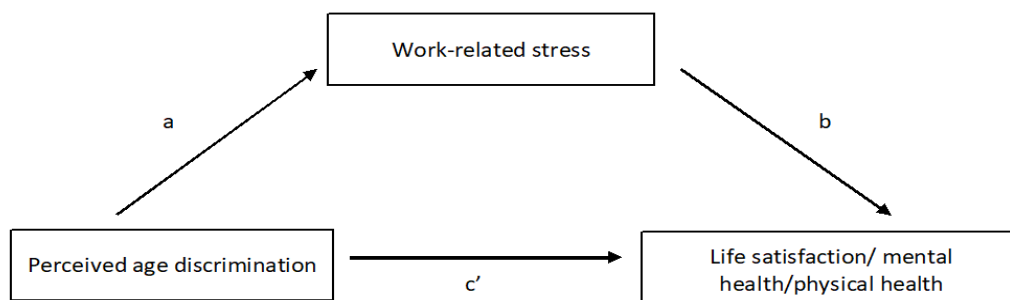 Work-related stress
a
b
Perceived age discrimination
c’
Life satisfaction/ mental
health/physical health